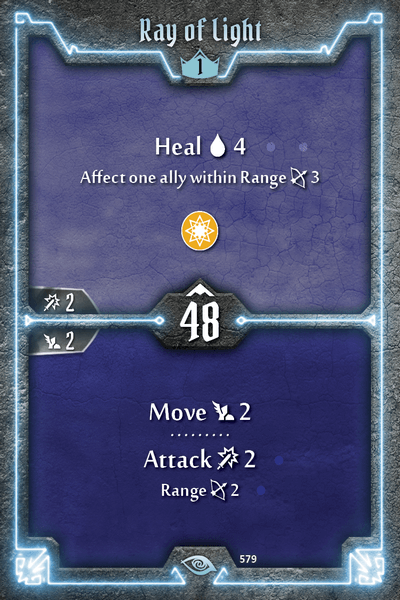 Ray of Light
1
Heal 4
Affect one ally within Range 3
2
48
2
Move 2
Attack 2
Range 2
579